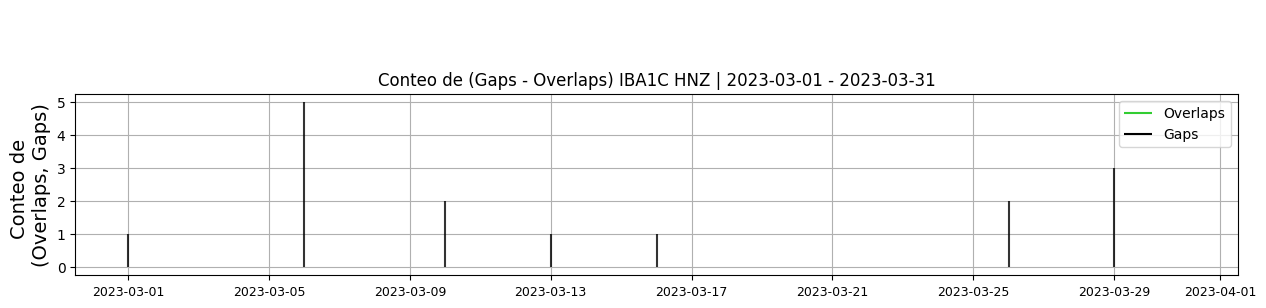 Conteo de (Gaps - Overlaps) IBA1C HNZ | 2023-03-01 - 2023-03-31
Conteo de
(Overlaps, Gaps)
5
4
3
2
1
0
Overlaps
Gaps
2023-03-01 2023-03-05 2023-03-09 2023-03-13 2023-03-17 2023-03-21 2023-03-25 2023-03-29 2023-04-01